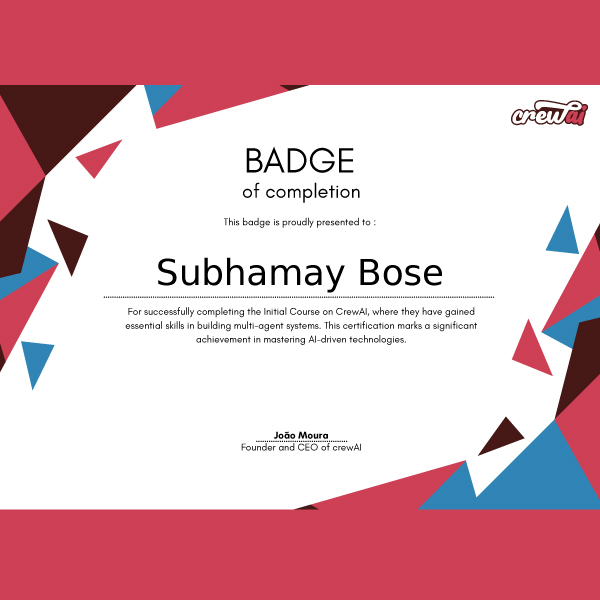 crewai
BADGE
of completion
This badge is proudly presented to :
Subhamay Bose
For successfully completing the Initial Course on CrewAI, where they have gained
essential skills in building multi-agent systems. This certification marks a significant
achievement in mastering AI-driven technologies.
João Moura
Founder and CEO of crewAI